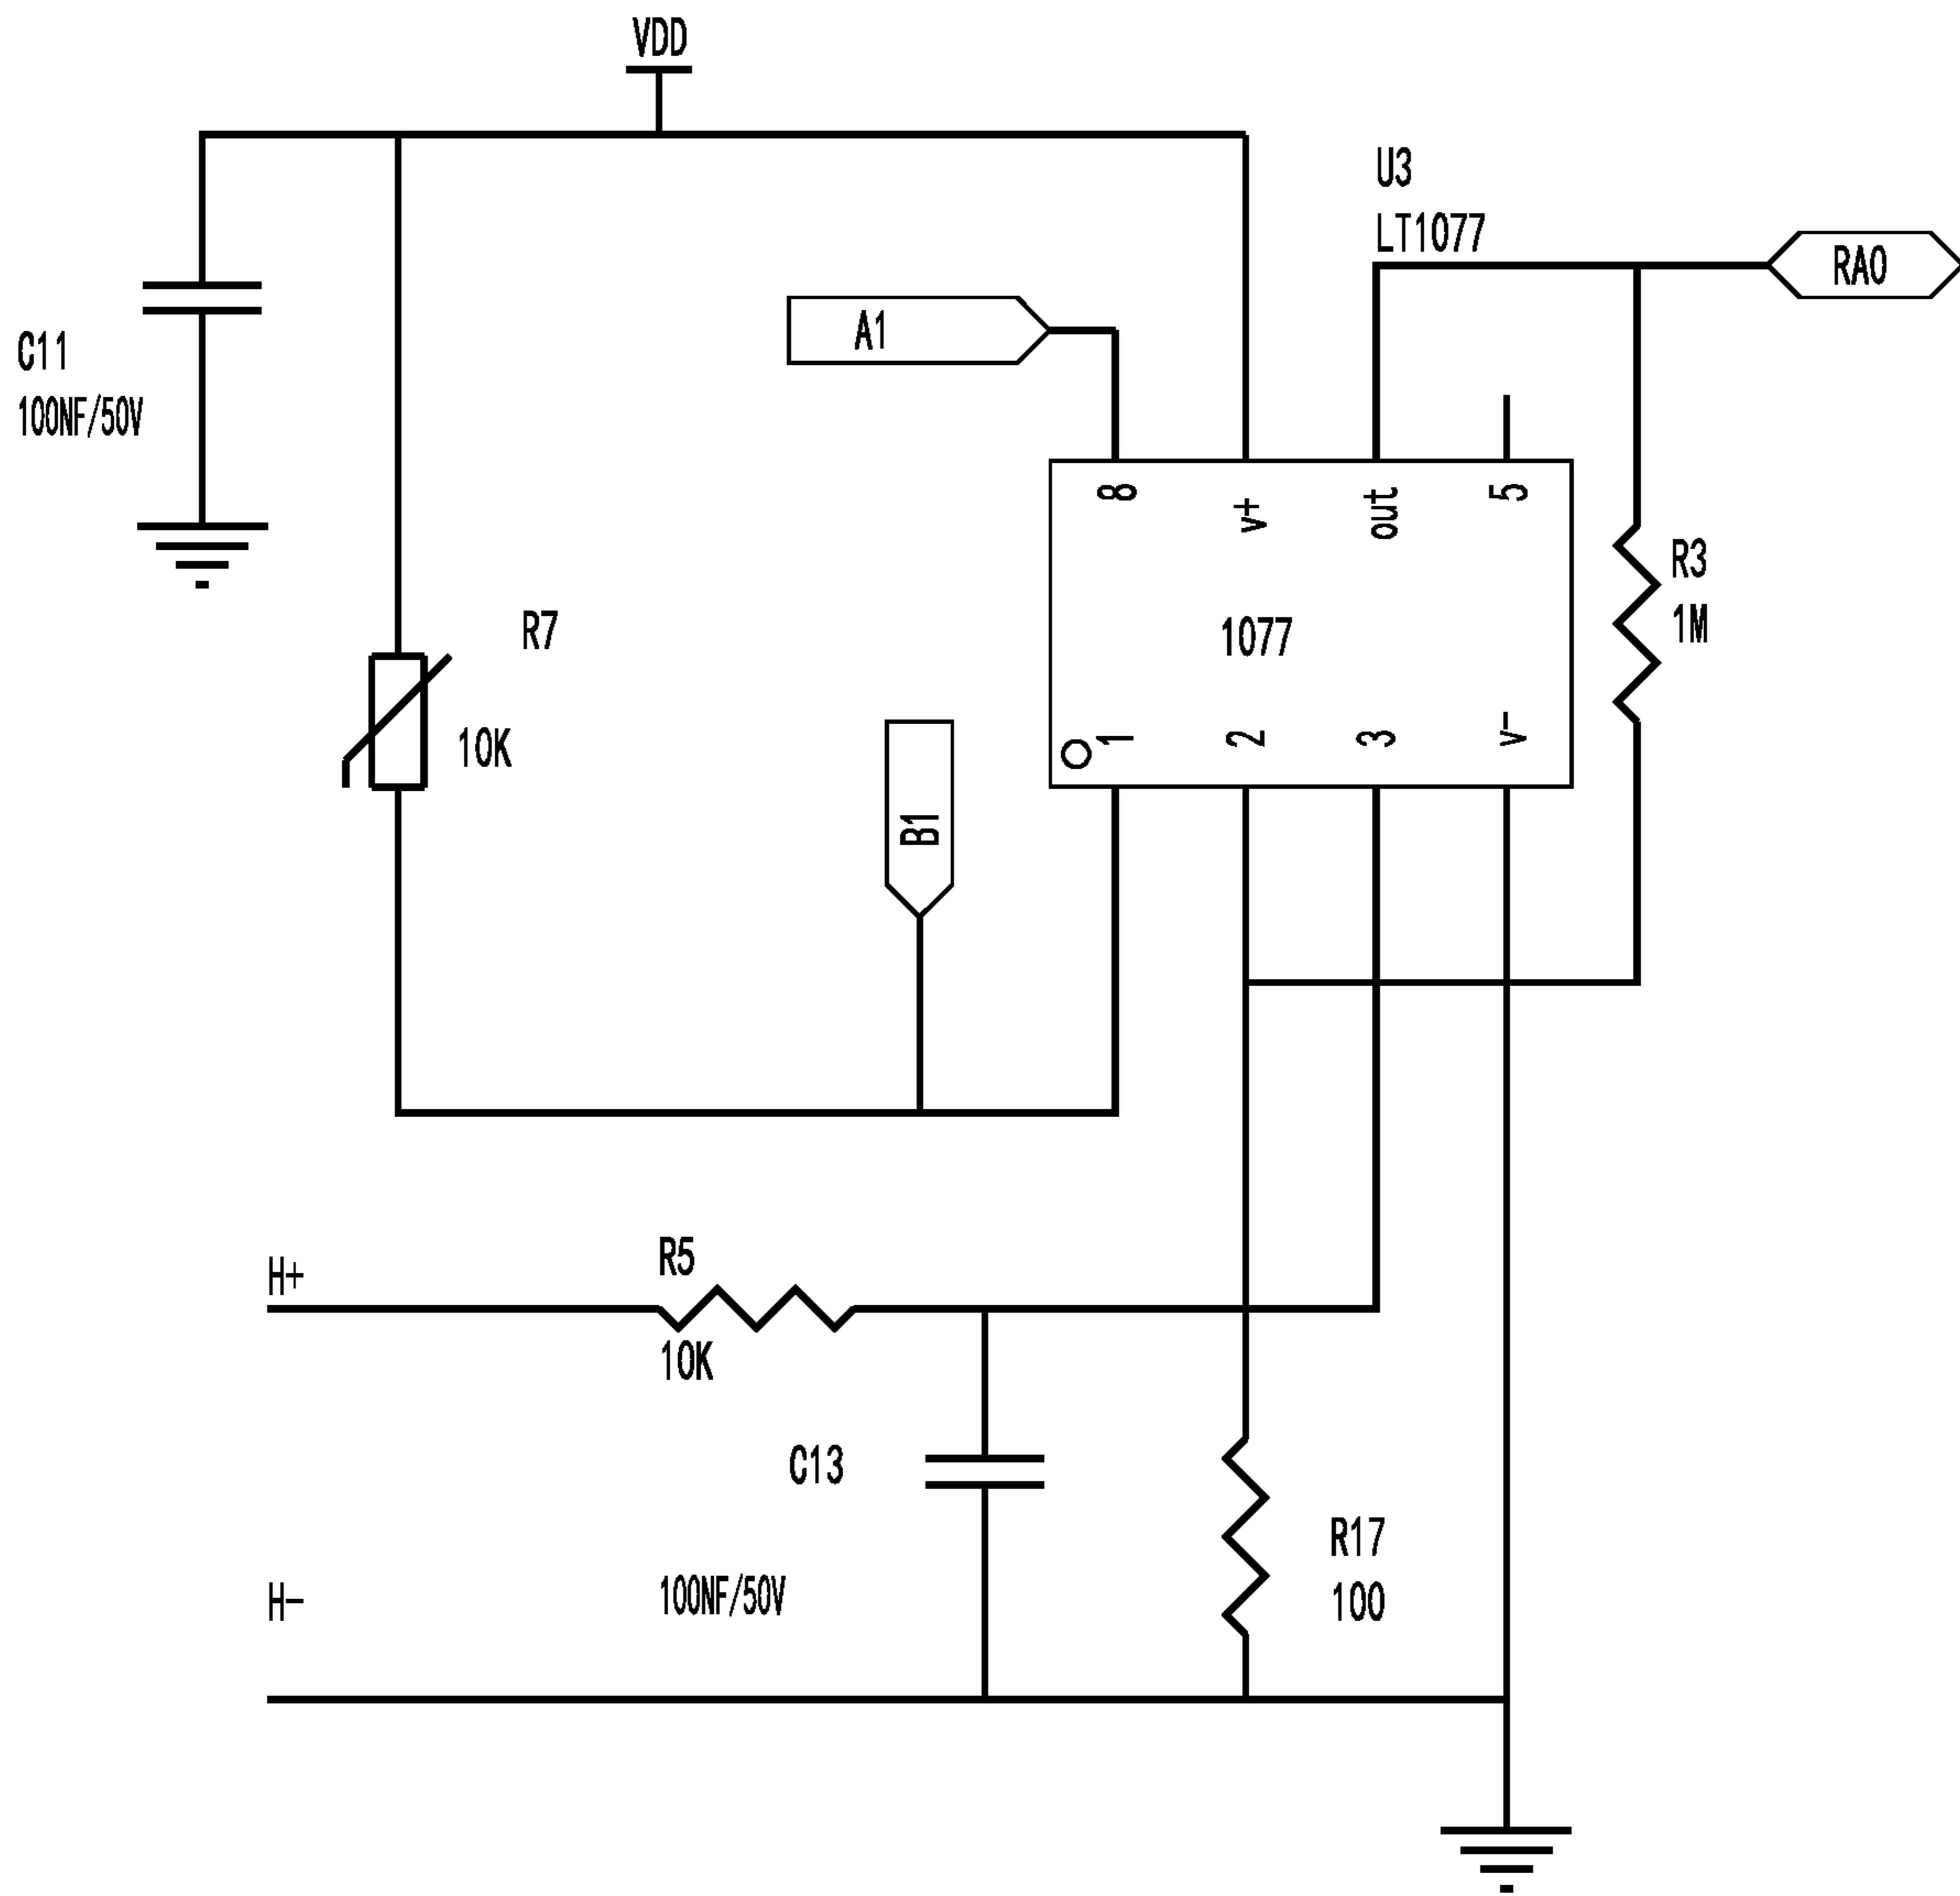 VDD
U3
LT1077
RA0
A1
C11
100NF/50V
8
v+
out
5
R3
1M
R7
1077
10K
1
2
3
v-
B1
H+
R5
10K
C13
R17
100
H-
100NF/50V